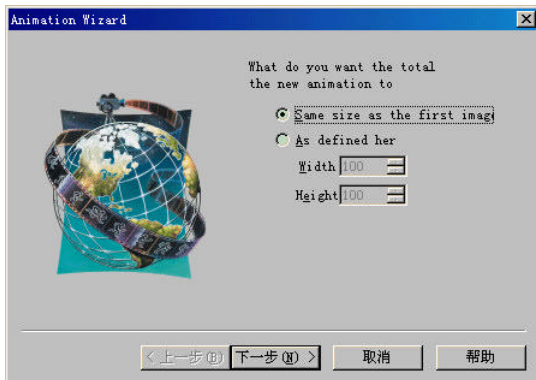 Animation Wizard
What do you want the total
the new animation to
Same size as the first image
As defined her
Width 100
Height 100
< 上一步(B) 下一步(N) > 取消 帮助